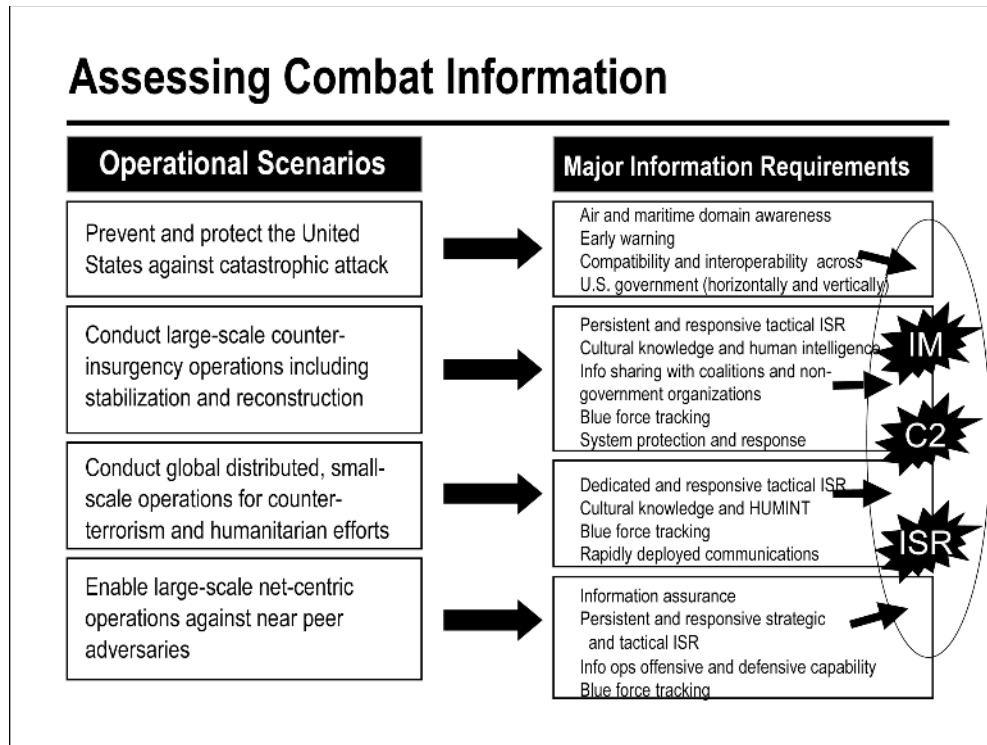 Assessing Combat Information
Operational Scenarios
Major Information Requirements
Prevent and protect the United
States against catastrophic attack
Air and maritime domain awareness
Early warning
Compatibility and interoperability across
U.S. government (horizontally and vertically)
Conduct large-scale counter-
insurgency operations including
stabilization and reconstruction
Persistent and responsive tactical ISR
Cultural knowledge and human intelligence
Info sharing with coalitions and non-
government organizations
Blue force tracking
System protection and response
Conduct global distributed, small-
scale operations for counter-
terrorism and humanitarian efforts
Dedicated and responsive tactical ISR
Cultural knowledge and HUMINT
Blue force tracking
Rapidly deployed communications
Enable large-scale net-centric
operations against near peer
adversaries
Information assurance
Persistent and responsive strategic
and tactical ISR
Info ops offensive and defensive capability
Blue force tracking
IM
C2
ISR